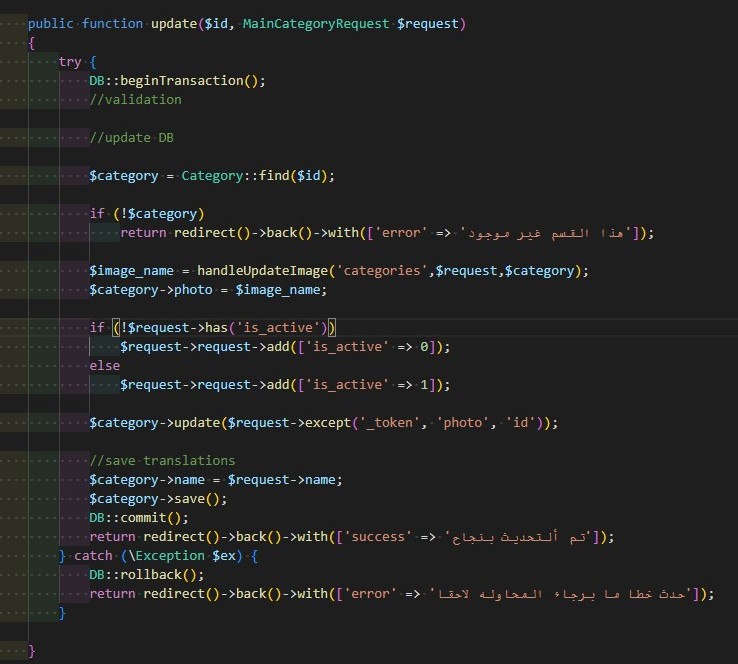 public function update($id, MainCategoryRequest $request)
{
try {
DB::beginTransaction();
//validation
//update DB
$category = Category::find($id);
if (!$category)
return redirect()->back()->with(['error' => 'هذا القسم غير موجود']);
$image_name = handleUpdateImage('categories',$request,$category);
$category->photo = $image_name;
if (!$request->has('is_active'))
$request->request->add(['is_active' => 0]);
else
$request->request->add(['is_active' => 1]);
$category->update($request->except('_token', 'photo', 'id'));
//save translations
$category->name = $request->name;
$category->save();
DB::commit();
return redirect()->back()->with(['success' => 'تم ألتحديث بنجاح']);
} catch (\Exception $ex) {
DB::rollback();
return redirect()->back()->with(['error' => 'حدث خطا ما برجاء المحاوله لاحقا']);
}
}